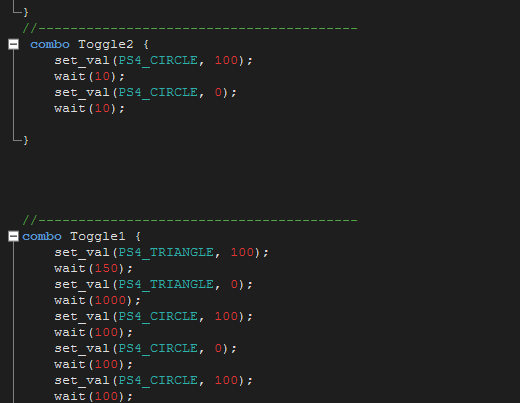 }
//----------------------------------------
combo Toggle2 {
set_val(PS4_CIRCLE, 100);
wait(10);
set_val(PS4_CIRCLE, 0);
wait(10);
}
//----------------------------------------
combo Toggle1 {
set_val(PS4_TRIANGLE, 100);
wait(150);
set_val(PS4_TRIANGLE, 0);
wait(1000);
set_val(PS4_CIRCLE, 100);
wait(100);
set_val(PS4_CIRCLE, 0);
wait(100);
set_val(PS4_CIRCLE, 100);
wait(100);